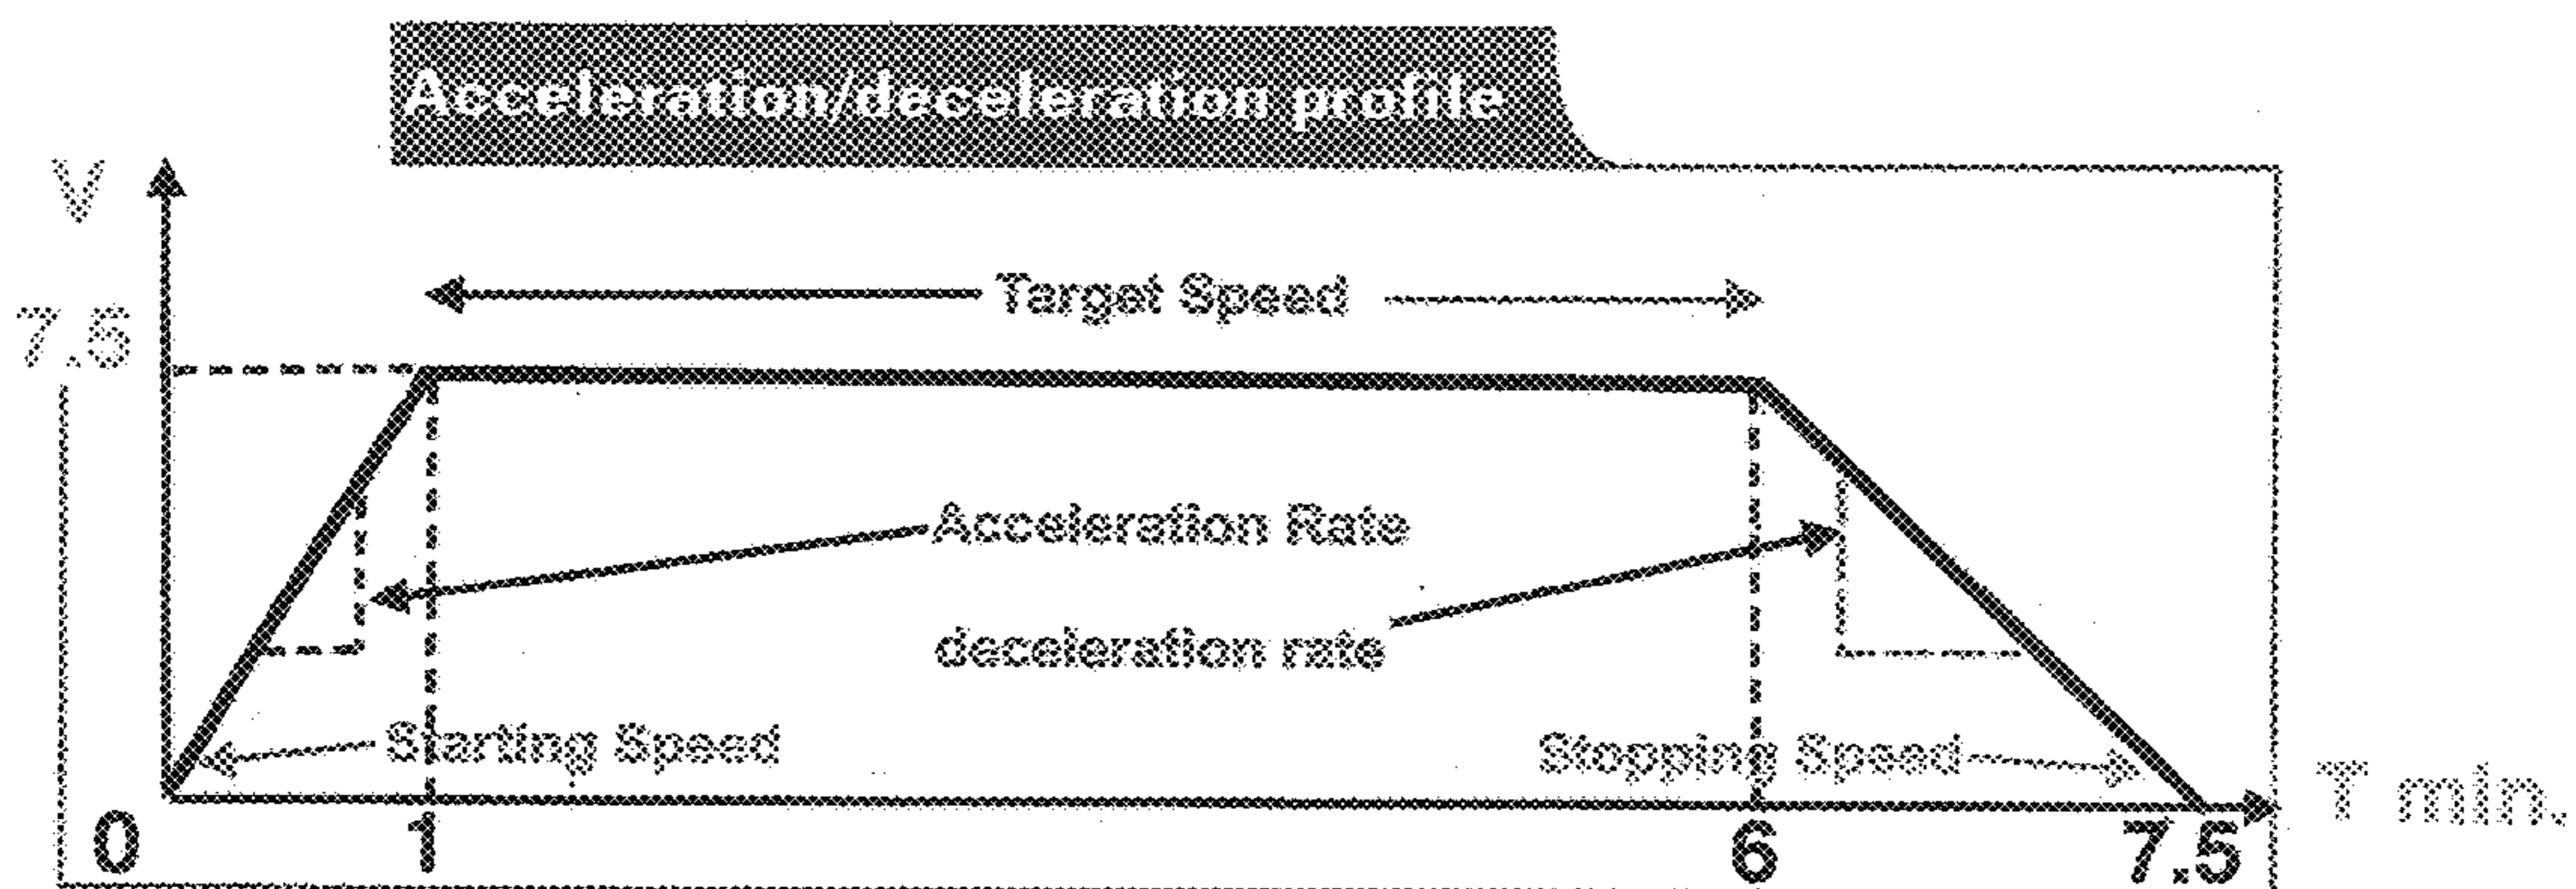 Acceleration/deceleration profile
V
Target Speed
7.5
Acceleration Rate
deceleration rate
Starting Speed
Stopping Speed
T min.
0
1
6
7.5